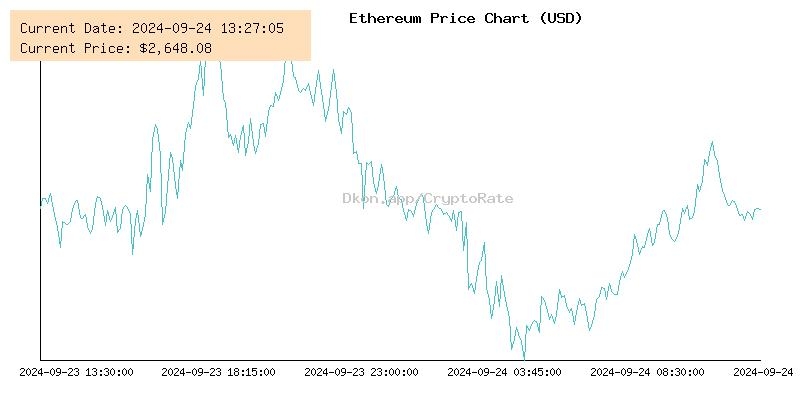 Ethereum Price Chart (USD)
Current Date: 2024-09-24 13:27:05
Current Price: $2,648.08
Dkon.app/CryptoRate
2024-09-23 13:30:00 2024-09-23 18:15:00 2024-09-23 23:00:00 2024-09-24 03:45:00 2024-09-24 08:30:00 2024-09-24